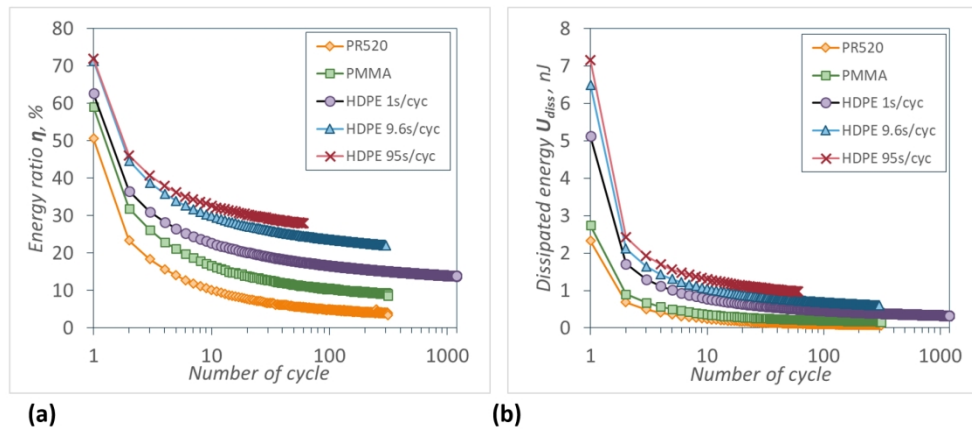 80
70
60
50
40
30
20
10
0
Energy ratio η, %
1
10
100
1000
Number of cycle
PR520
PMMA
HDPE 1s/cyc
HDPE 9.6s/cyc
HDPE 95s/cyc
(a)
8
7
6
5
4
3
2
1
0
Dissipated energy Udiss, nJ
1
10
100
1000
Number of cycle
PR520
PMMA
HDPE 1s/cyc
HDPE 9.6s/cyc
HDPE 95s/cyc
(b)